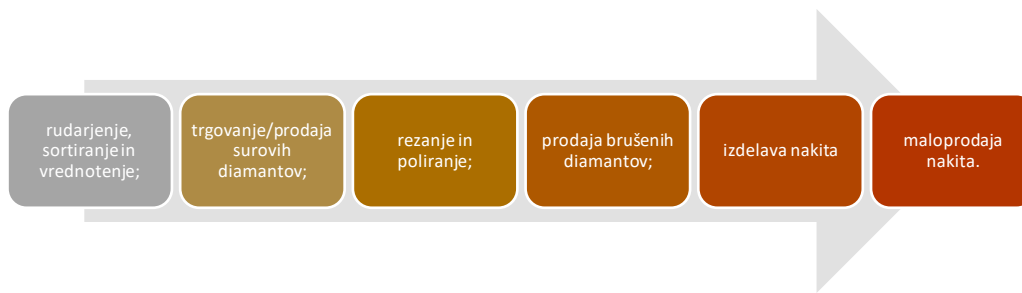 rudarjenje,
sortiranje in
vrednotenje;
trgovanje/prodaja
surovih
diamantov;
rezanje in
poliranje;
prodaja brušenih
diamantov;
izdelava nakita
maloprodaja
nakita.